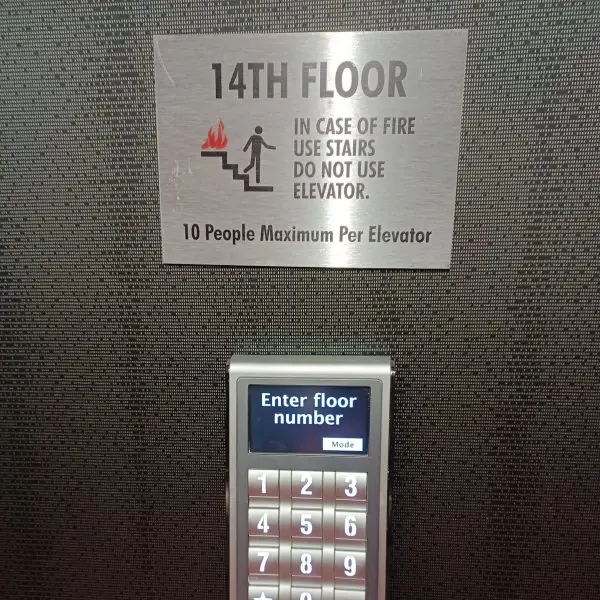 14TH FLOOR
IN CASE OF FIRE
USE STAIRS
DO NOT USE
ELEVATOR.
10 People Maximum Per Elevator
Enter floor
number
Mode
1 2 3
4 5 6
7 8 9